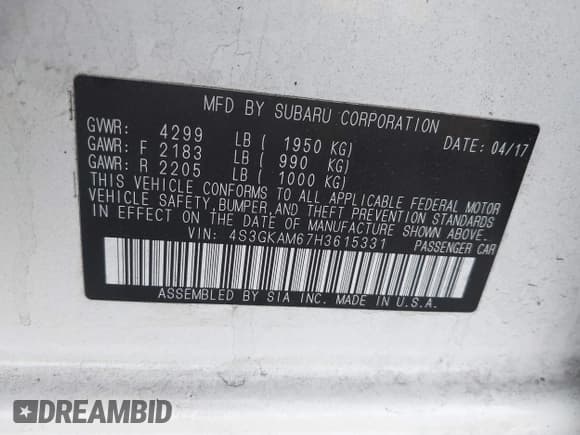 MFD BY SUBARU CORPORATION
GVWR: 4299 LB ( 1950 KG) DATE: 04/17
GAWR: F 2183 LB ( 990 KG)
GAWR: R 2205 LB ( 1000 KG)
THIS VEHICLE CONFORMS TO ALL APPLICABLE FEDERAL MOTOR
VEHICLE SAFETY, BUMPER, AND THEFT PREVENTION STANDARDS
IN EFFECT ON THE DATE OF MANUFACTURE SHOWN ABOVE.
VIN: 4S3GKAM67H3615331 PASSENGER CAR
ASSEMBLED BY SIA INC. MADE IN U.S.A.
DREAMBID